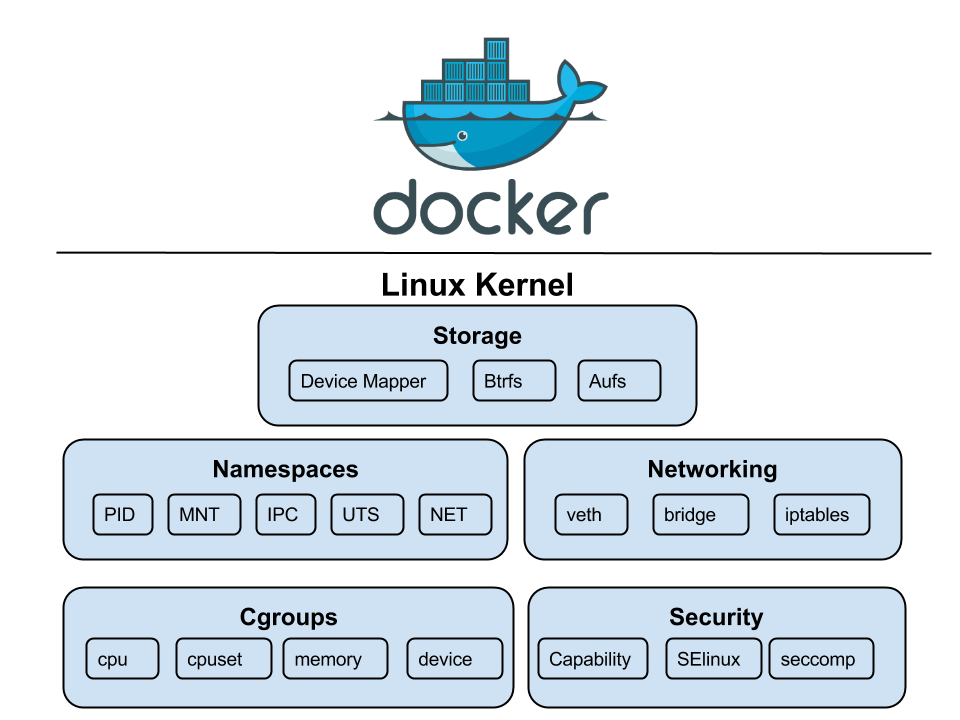 docker
Linux Kernel
Storage
Device Mapper Btrfs Aufs
Namespaces
PID MNT IPC UTS NET
Networking
veth bridge iptables
Cgroups
cpu cpuset memory device
Security
Capability SElinux seccomp